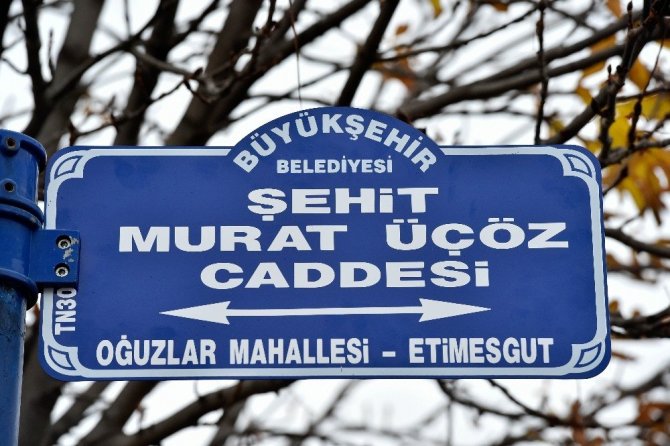 BÜYÜKŞEHİR
BELEDİYESİ
ŞEHİT
MURAT ÜÇÖZ
CADDESİ
OĞUZLAR MAHALLESİ - ETİMESGUT
TN30